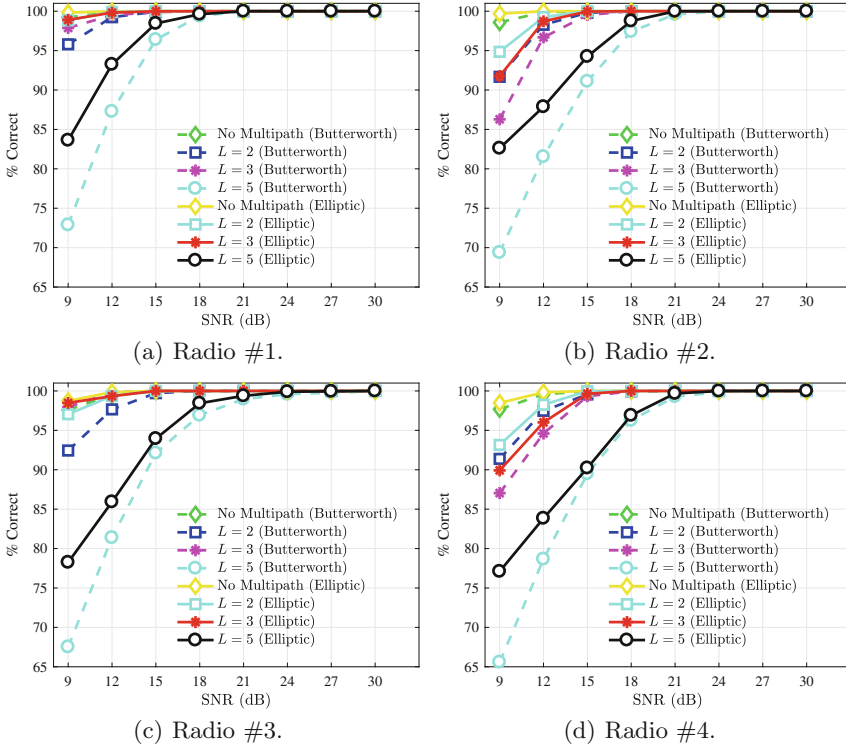 100
95
90
85
80
75
70
65
% Correct
No Multipath (Butterworth)
L = 2 (Butterworth)
L = 3 (Butterworth)
L = 5 (Butterworth)
No Multipath (Elliptic)
L = 2 (Elliptic)
L = 3 (Elliptic)
L = 5 (Elliptic)
9 12 15 18 21 24 27 30
SNR (dB)
(a) Radio #1.
100
95
90
85
80
75
70
65
% Correct
No Multipath (Butterworth)
L = 2 (Butterworth)
L = 3 (Butterworth)
L = 5 (Butterworth)
No Multipath (Elliptic)
L = 2 (Elliptic)
L = 3 (Elliptic)
L = 5 (Elliptic)
9 12 15 18 21 24 27 30
SNR (dB)
(b) Radio #2.
100
95
90
85
80
75
70
65
% Correct
No Multipath (Butterworth)
L = 2 (Butterworth)
L = 3 (Butterworth)
L = 5 (Butterworth)
No Multipath (Elliptic)
L = 2 (Elliptic)
L = 3 (Elliptic)
L = 5 (Elliptic)
9 12 15 18 21 24 27 30
SNR (dB)
(c) Radio #3.
100
95
90
85
80
75
70
65
% Correct
No Multipath (Butterworth)
L = 2 (Butterworth)
L = 3 (Butterworth)
L = 5 (Butterworth)
No Multipath (Elliptic)
L = 2 (Elliptic)
L = 3 (Elliptic)
L = 5 (Elliptic)
9 12 15 18 21 24 27 30
SNR (dB)
(d) Radio #4.